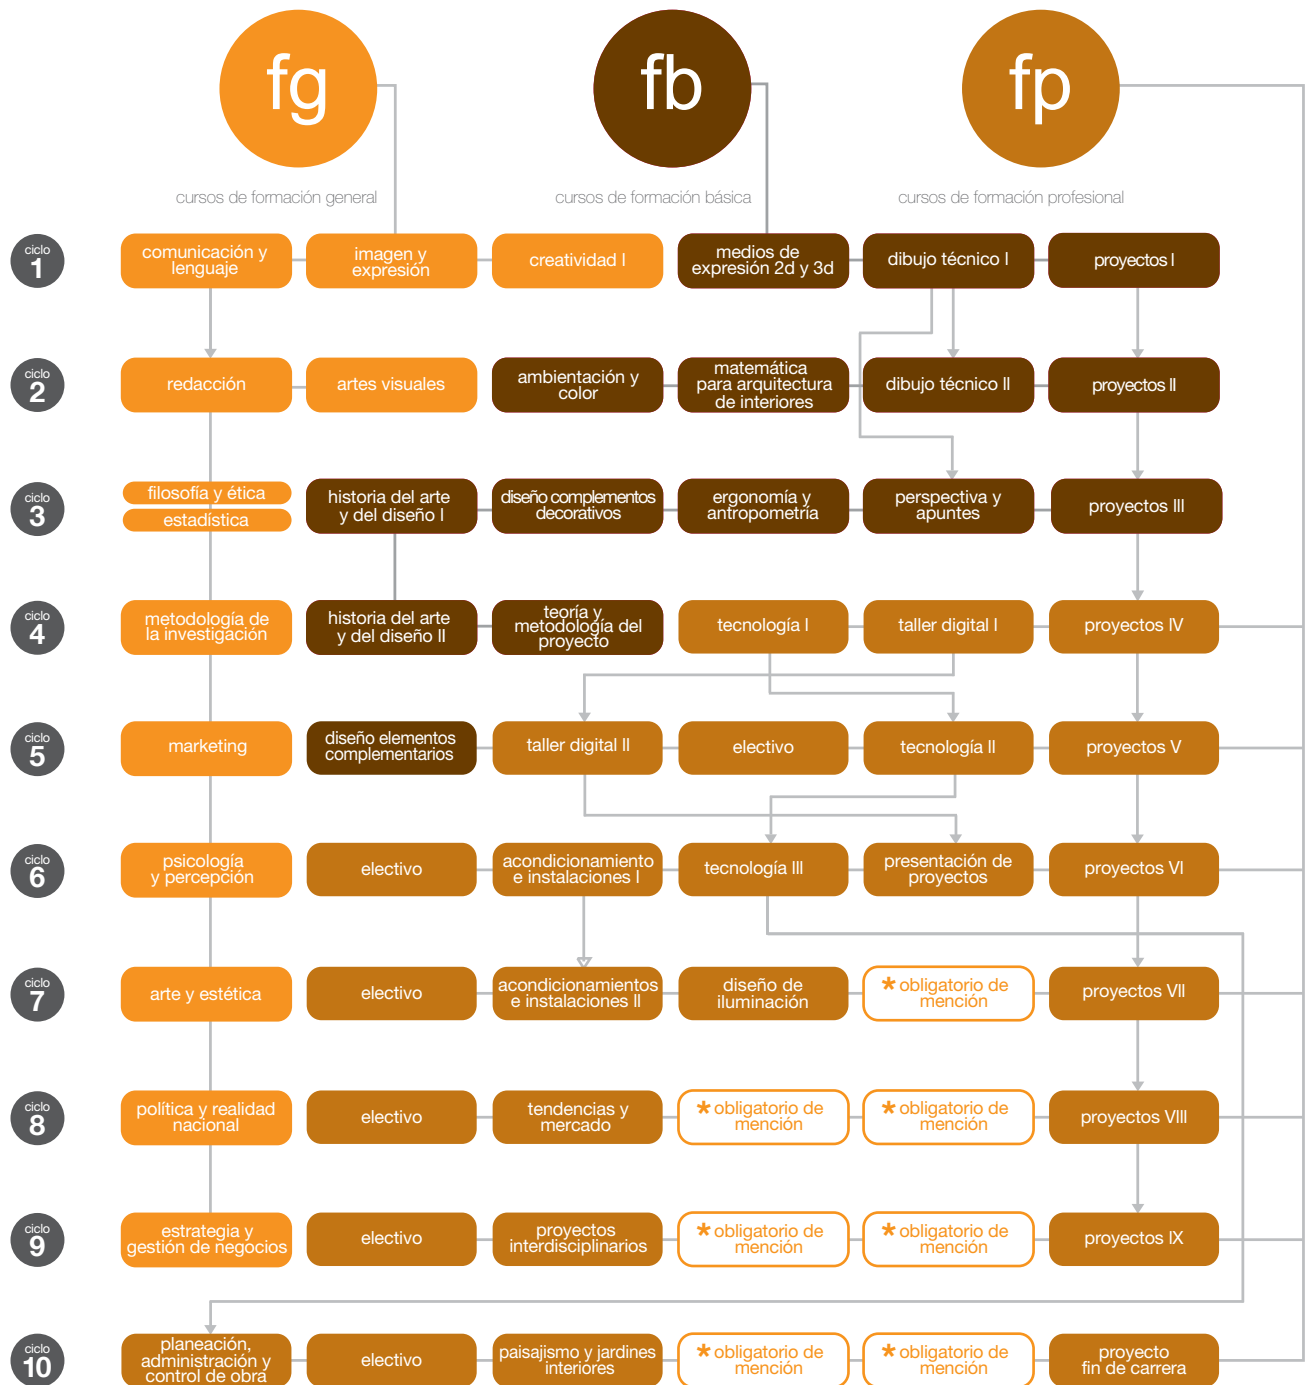 fg
fb
fp
cursos de formación general
cursos de formación básica
cursos de formación profesional
ciclo
1
comunicación y
lenguaje
imagen y
expresión
creatividad I
medios de
expresión 2d y 3d
dibujo técnico I
proyectos I
ciclo
2
redacción
artes visuales
ambientación y
color
matemática
para arquitectura
de interiores
dibujo técnico II
proyectos II
ciclo
3
filosofía y ética
estadística
historia del arte
y del diseño I
diseño complementos
decorativos
ergonomía y
antropometría
perspectiva y
apuntes
proyectos III
ciclo
4
metodología de
la investigación
historia del arte
y del diseño II
teoría y
metodología del
proyecto
tecnología I
taller digital I
proyectos IV
ciclo
5
marketing
diseño elementos
complementarios
taller digital II
electivo
tecnología II
proyectos V
ciclo
6
psicología
y percepción
electivo
acondicionamiento
e instalaciones I
tecnología III
presentación de
proyectos
proyectos VI
ciclo
7
arte y estética
electivo
acondicionamientos
e instalaciones II
diseño de
iluminación
* obligatorio de
mención
proyectos VII
ciclo
8
política y realidad
nacional
electivo
tendencias y
mercado
* obligatorio de
mención
* obligatorio de
mención
proyectos VIII
ciclo
9
estrategia y
gestión de negocios
electivo
proyectos
interdisciplinarios
* obligatorio de
mención
* obligatorio de
mención
proyectos IX
ciclo
10
planeación,
administración y
control de obra
electivo
paisajismo y jardines
interiores
* obligatorio de
mención
* obligatorio de
mención
proyecto
fin de carrera